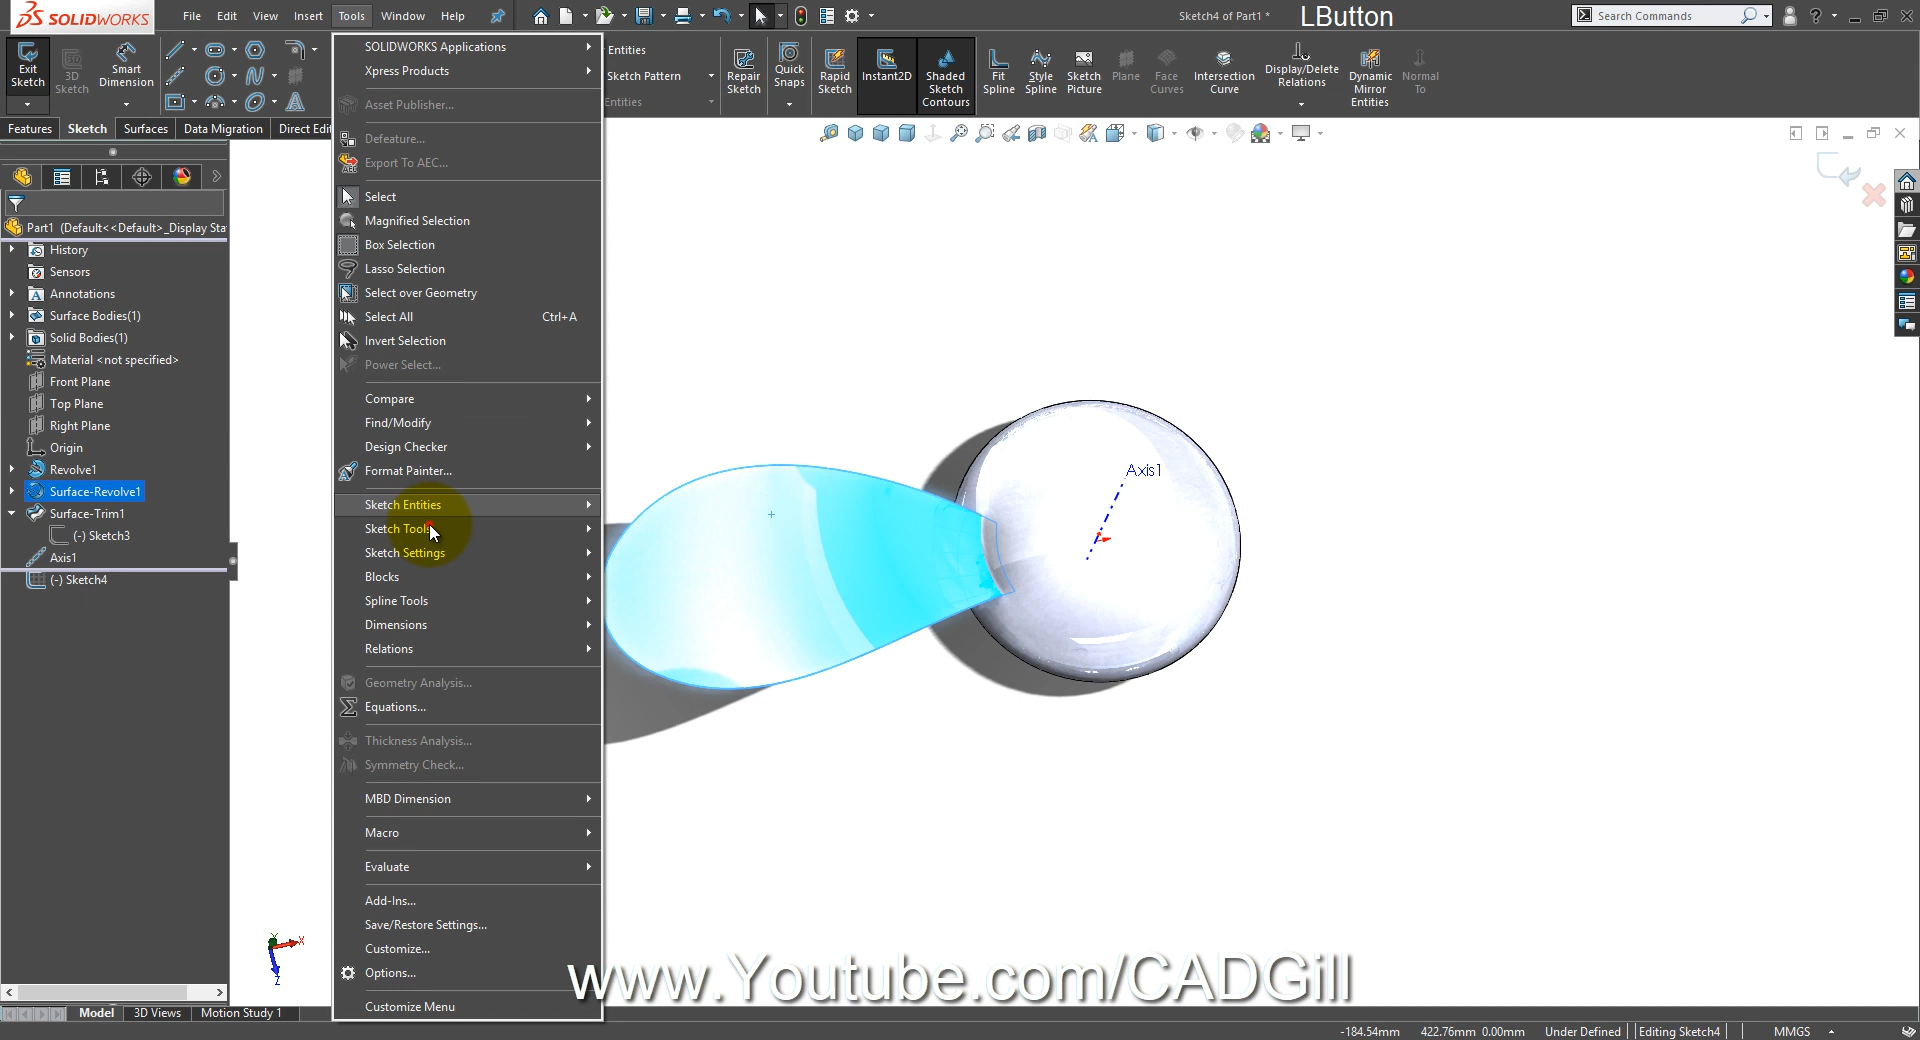 SOLIDWORKS
File Edit View Insert Tools Window Help
Sketch4 of Part1 *
LButton
Search Commands
Exit Sketch
3D Sketch
Smart Dimension
Entities
Sketch Pattern
Entities
Repair Sketch
Quick Snaps
Rapid Sketch
Instant2D
Shaded Sketch Contours
Fit Spline
Style Spline
Sketch Picture
Plane
Face Curves
Intersection Curve
Display/Delete Relations
Dynamic Mirror Entities
Normal To
Features Sketch Surfaces Data Migration Direct Edi
Part1 (Default<<Default>_Display Sta
History
Sensors
Annotations
Surface Bodies(1)
Solid Bodies(1)
Material <not specified>
Front Plane
Top Plane
Right Plane
Origin
Revolve1
Surface-Revolve1
Surface-Trim1
(-) Sketch3
Axis1
(-) Sketch4
SOLIDWORKS Applications
Xpress Products
Asset Publisher...
Defeature...
Export To AEC...
Select
Magnified Selection
Box Selection
Lasso Selection
Select over Geometry
Select All Ctrl+A
Invert Selection
Power Select...
Compare
Find/Modify
Design Checker
Format Painter...
Sketch Entities
Sketch Tools
Sketch Settings
Blocks
Spline Tools
Dimensions
Relations
Geometry Analysis...
Equations...
Thickness Analysis...
Symmetry Check...
MBD Dimension
Macro
Evaluate
Add-Ins...
Save/Restore Settings...
Customize...
Options...
Customize Menu
Axis1
Y
X
Z
www.Youtube.com/CADGill
Model 3D Views Motion Study 1
-184.54mm 422.76mm 0.00mm Under Defined Editing Sketch4 MMGS